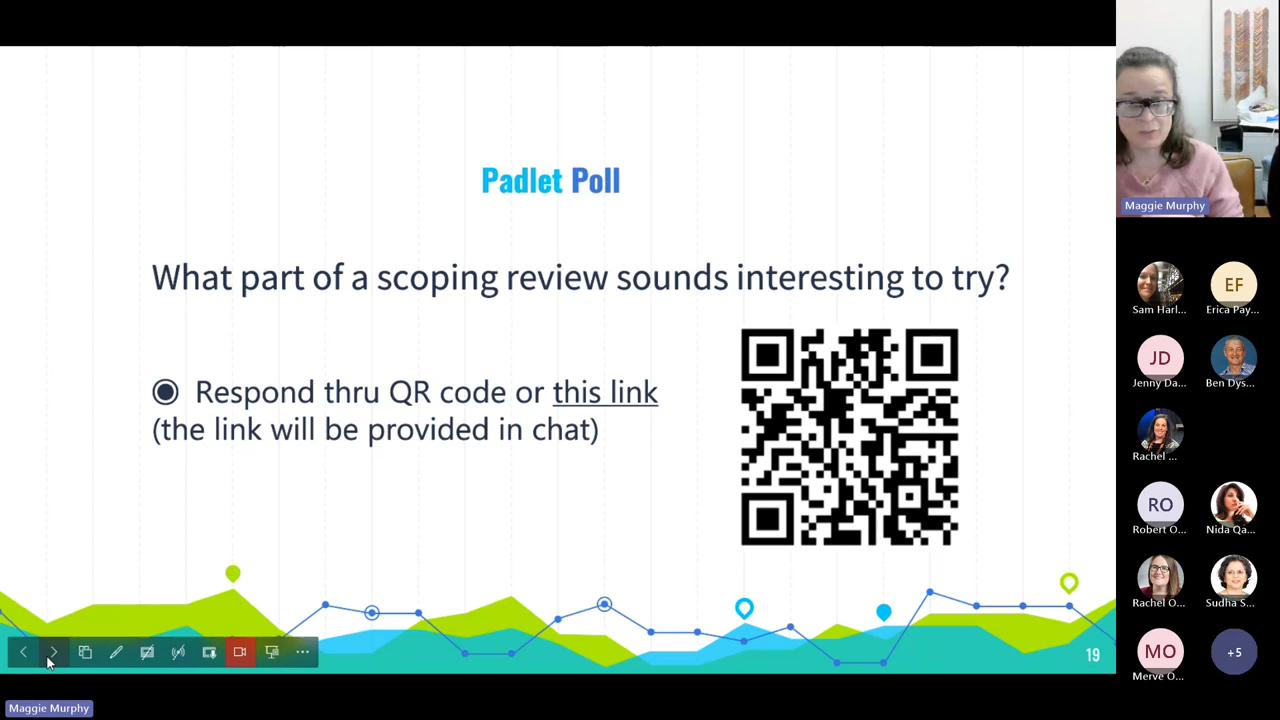 Padlet Poll
What part of a scoping review sounds interesting to try?
Respond thru QR code or this link
(the link will be provided in chat)
19
Maggie Murphy
Sam Harl...
EF
Erica Pay...
JD
Jenny Da...
Ben Dys...
Rachel ...
RO
Robert O...
Nida Qa...
Rachel O...
Sudha S...
MO
Merve O...
+5
Maggie Murphy